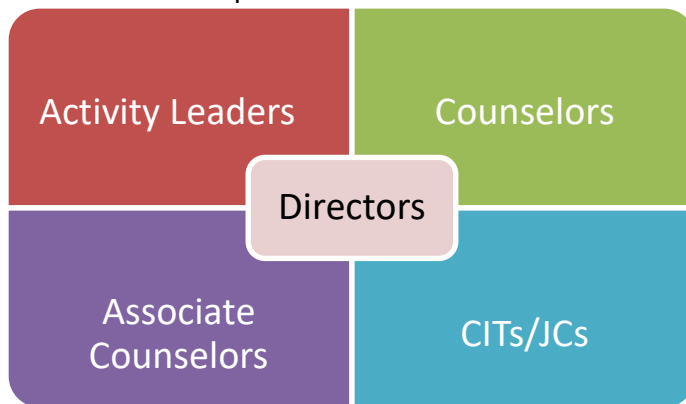 Activity Leaders
Counselors
Directors
Associate
Counselors
CITs/JCs